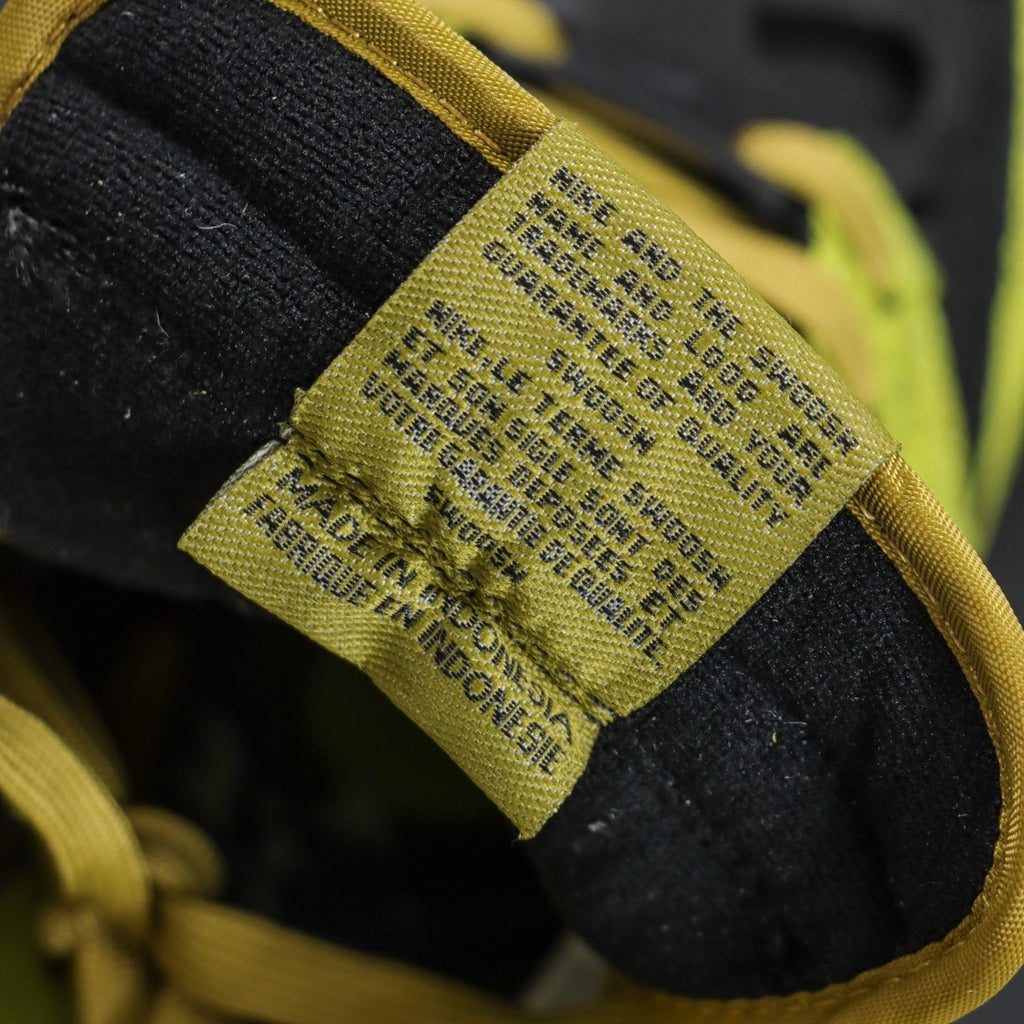 NIKE AND THE SWOOSH
NAME AND LOGO ARE
TRADEMARKS AND YOUR
GUARANTEE OF QUALITY
SWOOSH
NIKE, LE TERME SWOOSH
ET SON SIGLE SONT DES
MARQUES DEPOSEES ET
VOTRE GARANTIE DE QUALITE
SWOOSH
MADE IN INDONESIA
FABRIQUE EN INDONESIE